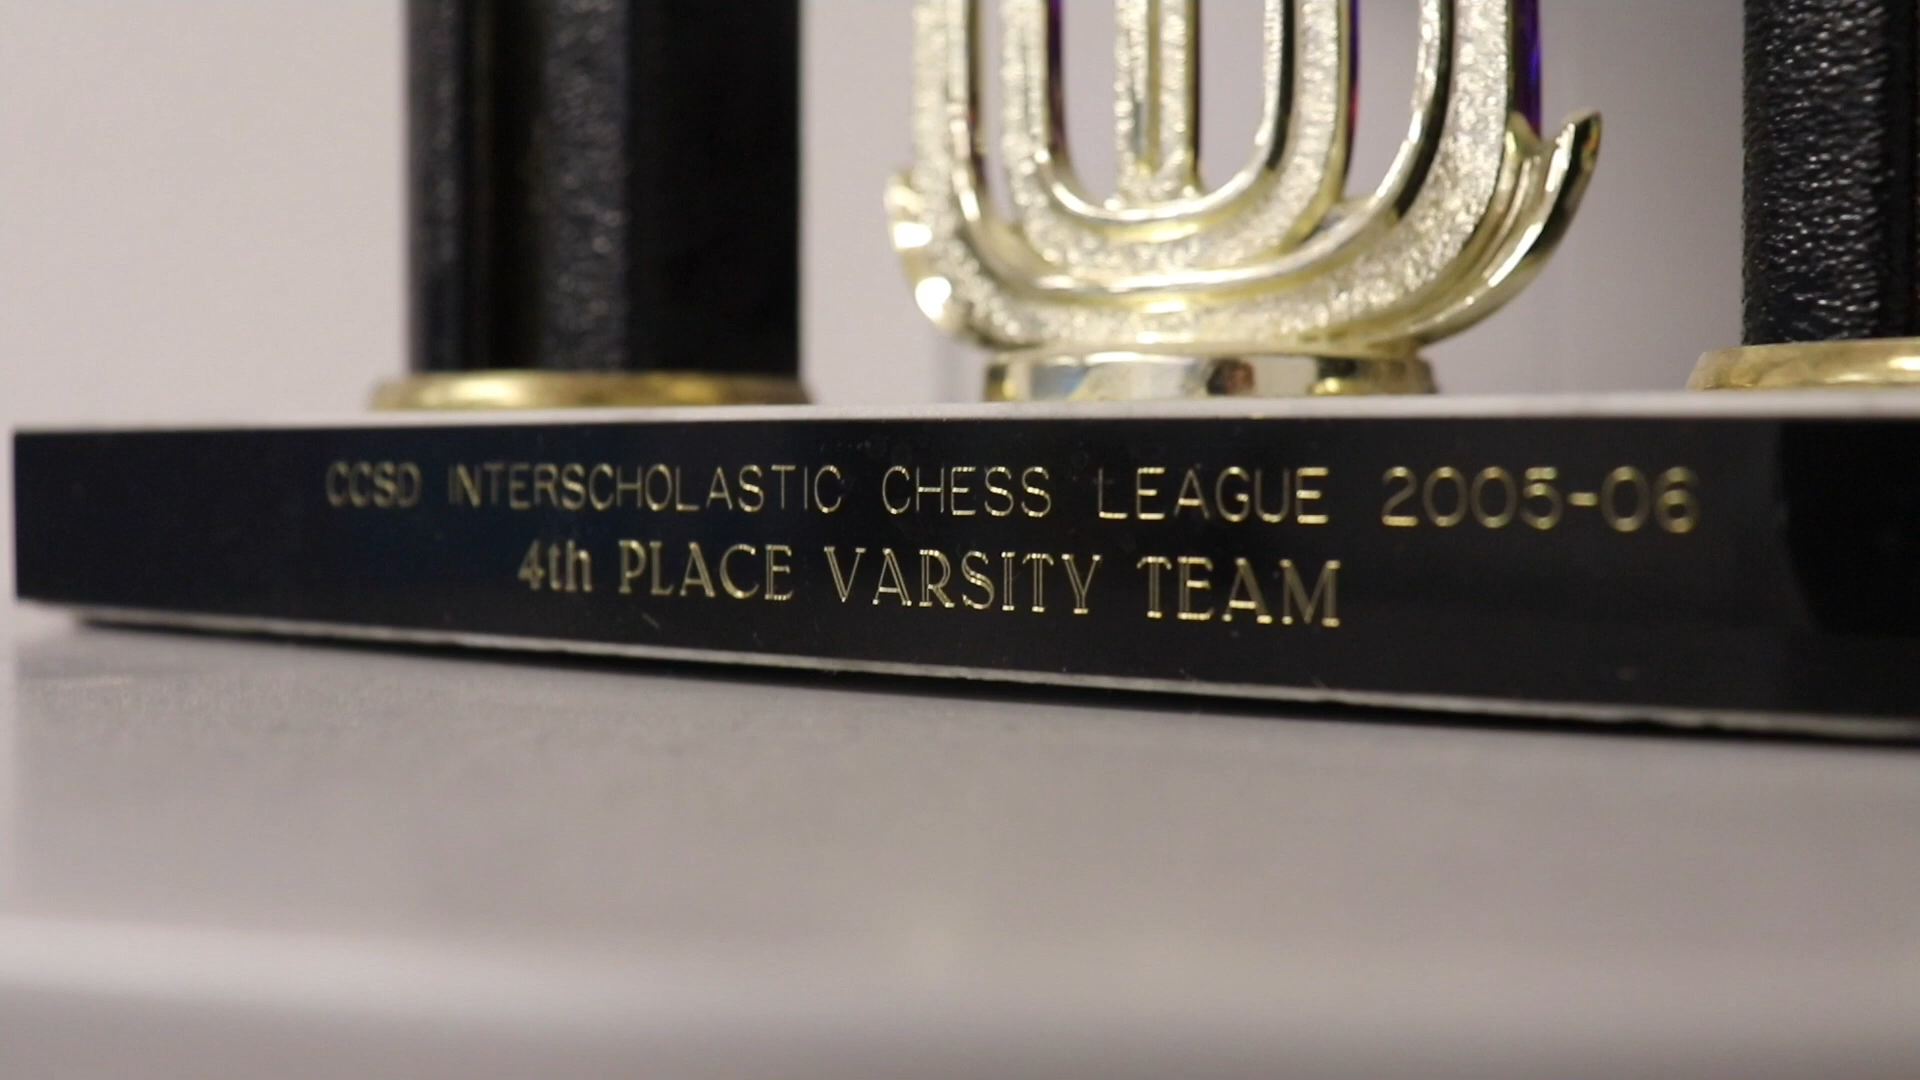 CCSD INTERSCHOLASTIC CHESS LEAGUE 2005-06
4th PLACE VARSITY TEAM